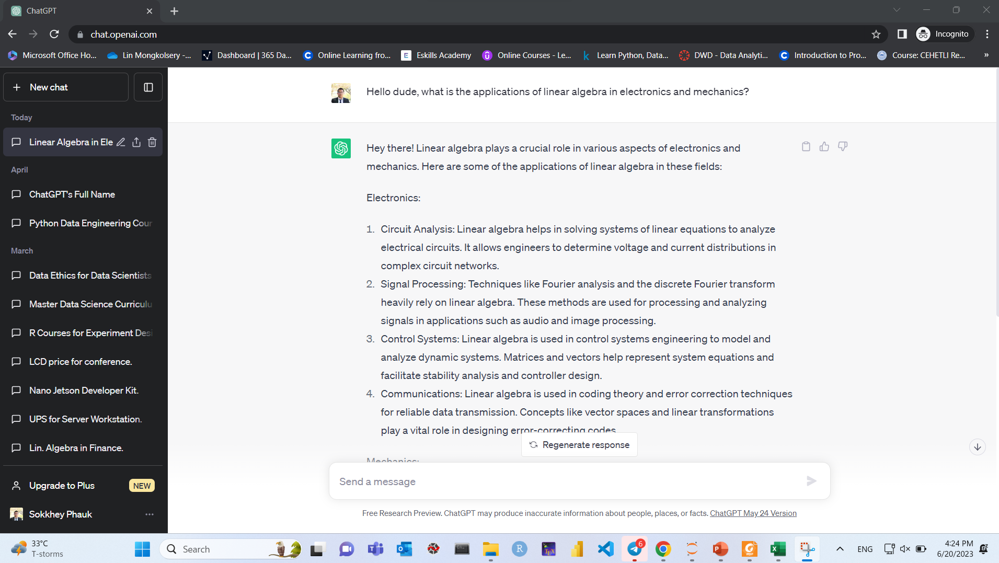 ChatGPT
chat.openai.com
Incognito
Microsoft Office Ho...
Lin Mongkolsery -...
Dashboard | 365 Da...
Online Learning fro...
Eskills Academy
Online Courses - Le...
Learn Python, Data...
DWD - Data Analyti...
Introduction to Pro...
Course: CEHETLI Re...
»
New chat
Today
Linear Algebra in Ele
April
ChatGPT's Full Name
Python Data Engineering Cour
March
Data Ethics for Data Scientists
Master Data Science Curriculu
R Courses for Experiment Desi
LCD price for conference.
Nano Jetson Developer Kit.
UPS for Server Workstation.
Lin. Algebra in Finance.
Upgrade to Plus
NEW
Sokkhey Phauk
Hello dude, what is the applications of linear algebra in electronics and mechanics?
Hey there! Linear algebra plays a crucial role in various aspects of electronics and
mechanics. Here are some of the applications of linear algebra in these fields:
Electronics:
1. Circuit Analysis: Linear algebra helps in solving systems of linear equations to analyze
electrical circuits. It allows engineers to determine voltage and current distributions in
complex circuit networks.
2. Signal Processing: Techniques like Fourier analysis and the discrete Fourier transform
heavily rely on linear algebra. These methods are used for processing and analyzing
signals in applications such as audio and image processing.
3. Control Systems: Linear algebra is used in control systems engineering to model and
analyze dynamic systems. Matrices and vectors help represent system equations and
facilitate stability analysis and controller design.
4. Communications: Linear algebra is used in coding theory and error correction techniques
for reliable data transmission. Concepts like vector spaces and linear transformations
play a vital role in designing error-correcting codes.
Regenerate response
Mechanics:
Send a message
Free Research Preview. ChatGPT may produce inaccurate information about people, places, or facts. ChatGPT May 24 Version
33°C
T-storms
Search
6
ENG
4:24 PM
6/20/2023